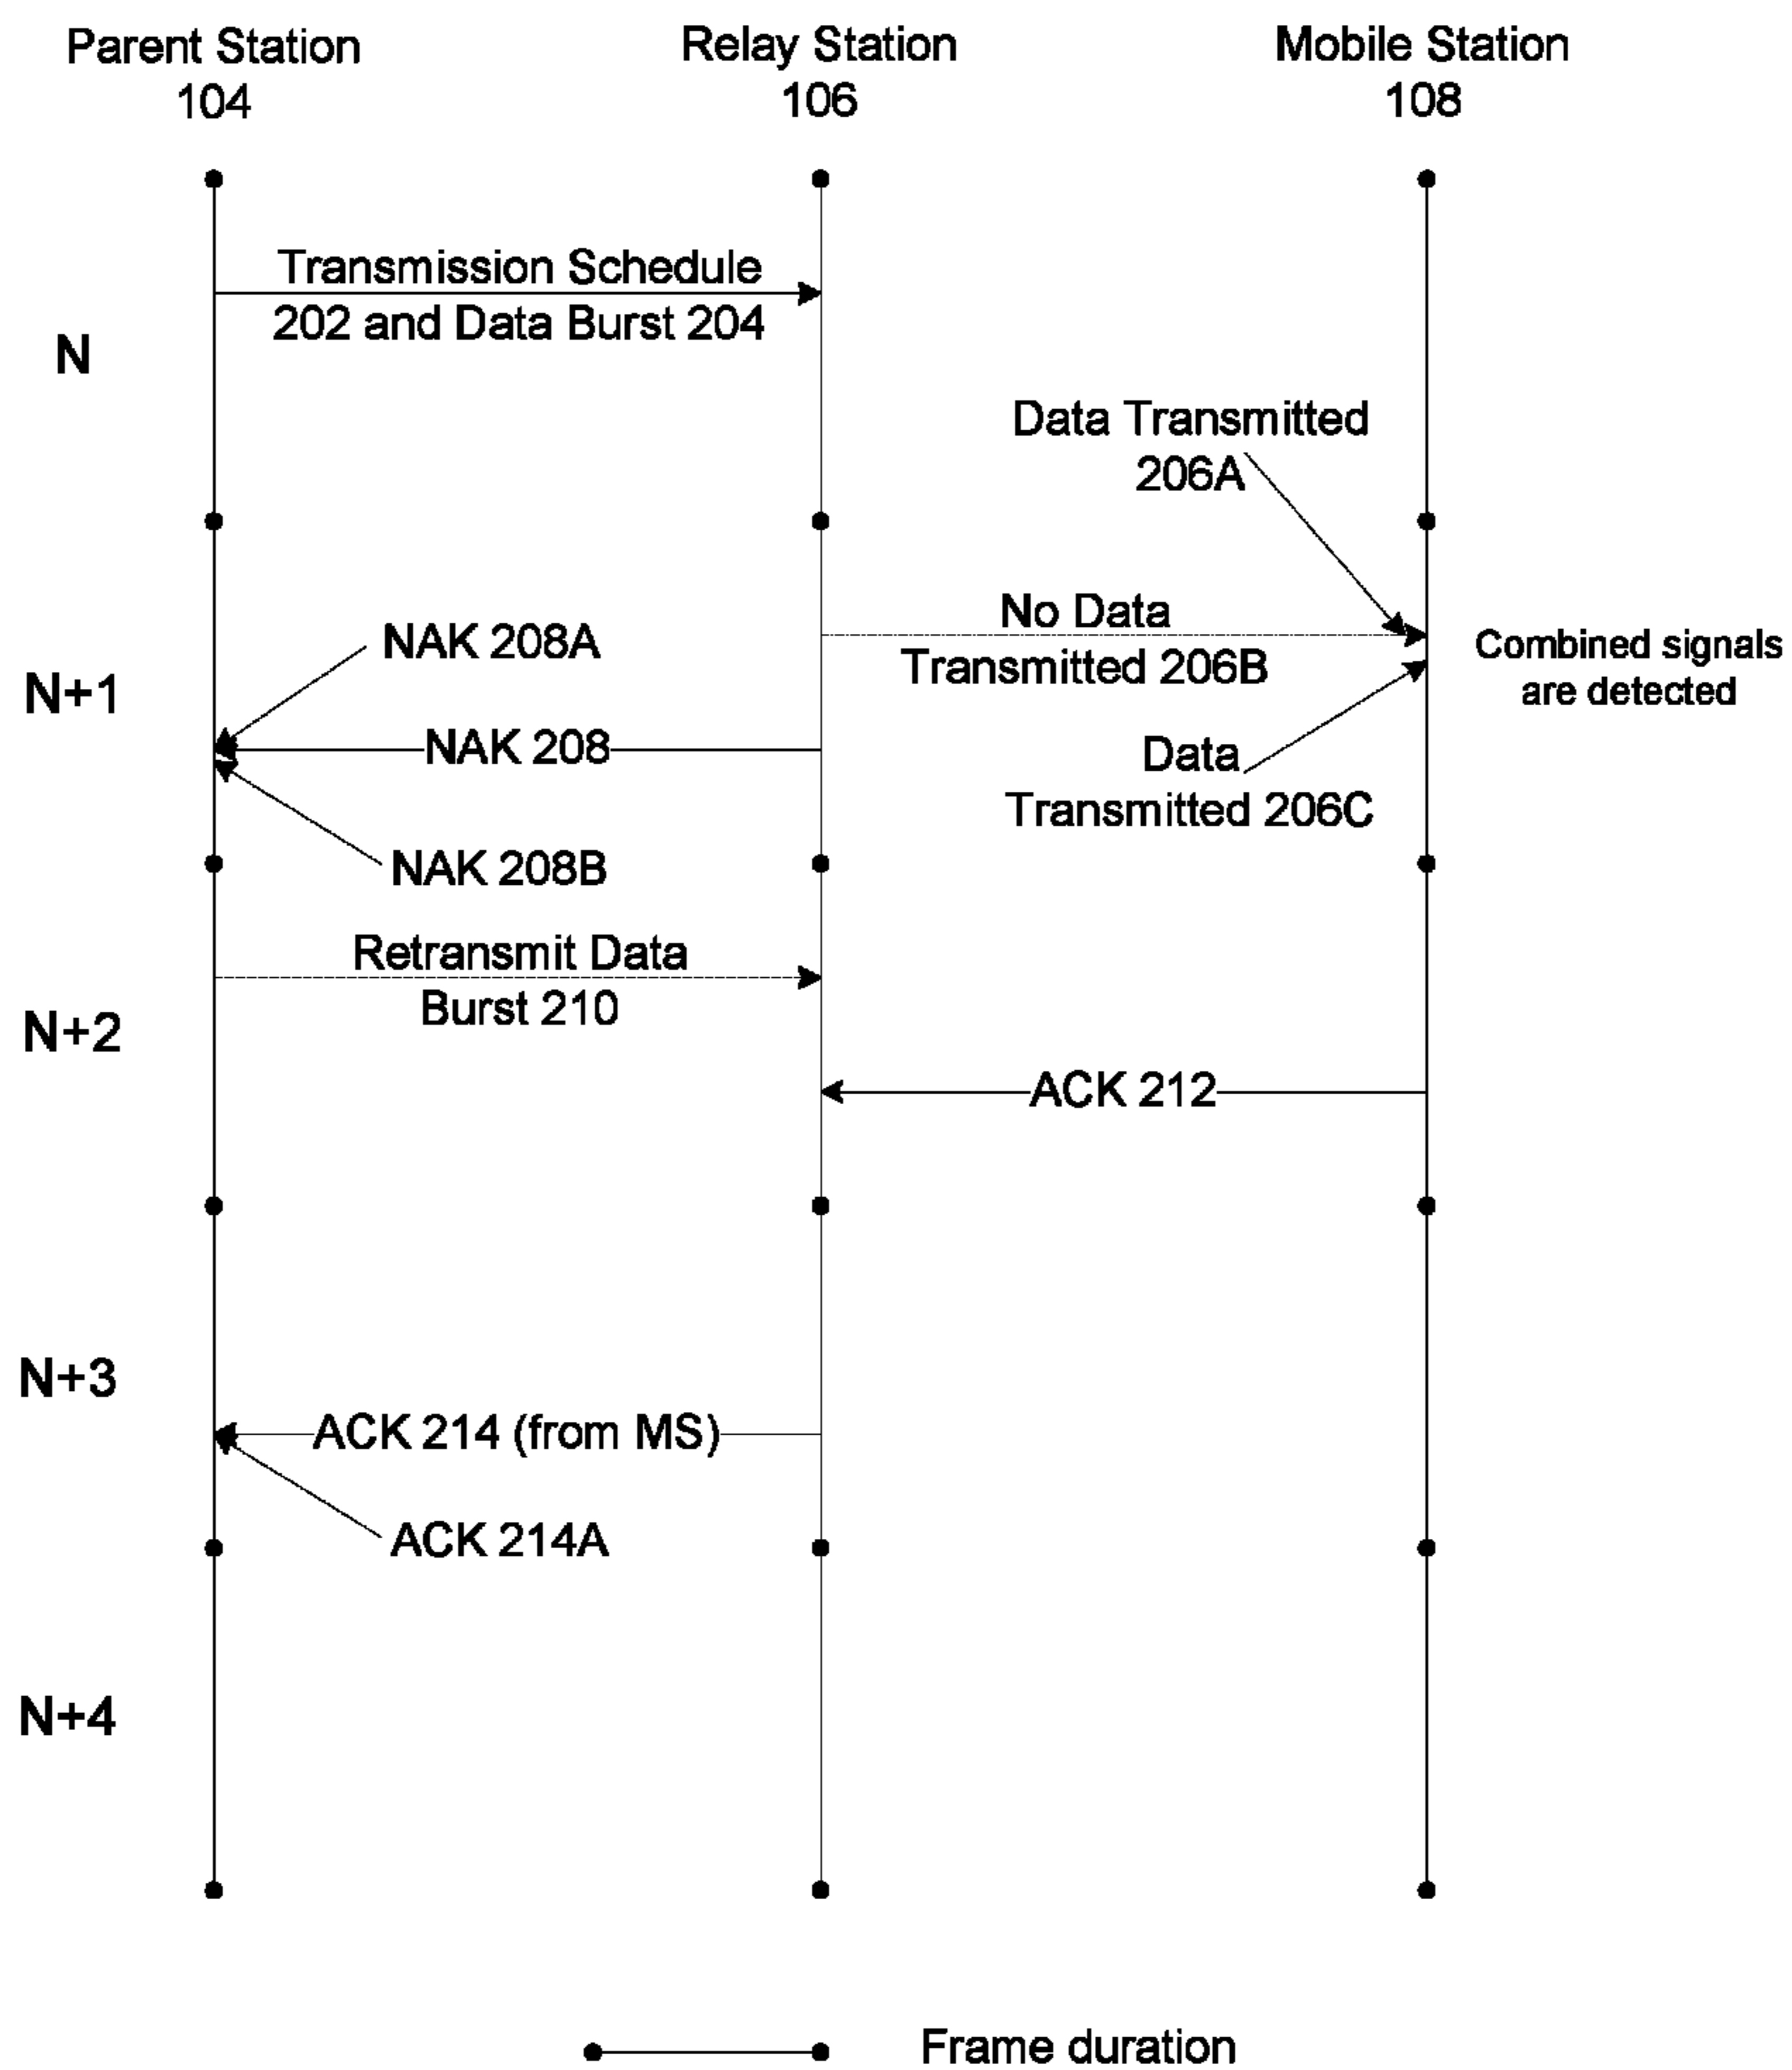 Parent Station
104
Relay Station
106
Mobile Station
108
Transmission Schedule
202 and Data Burst 204
N
Data Transmitted
206A
No Data
Transmitted 206B
Combined signals
are detected
NAK 208A
N+1
NAK 208
Data
Transmitted 206C
NAK 208B
Retransmit Data
Burst 210
N+2
ACK 212
N+3
ACK 214 (from MS)
ACK 214A
N+4
Frame duration